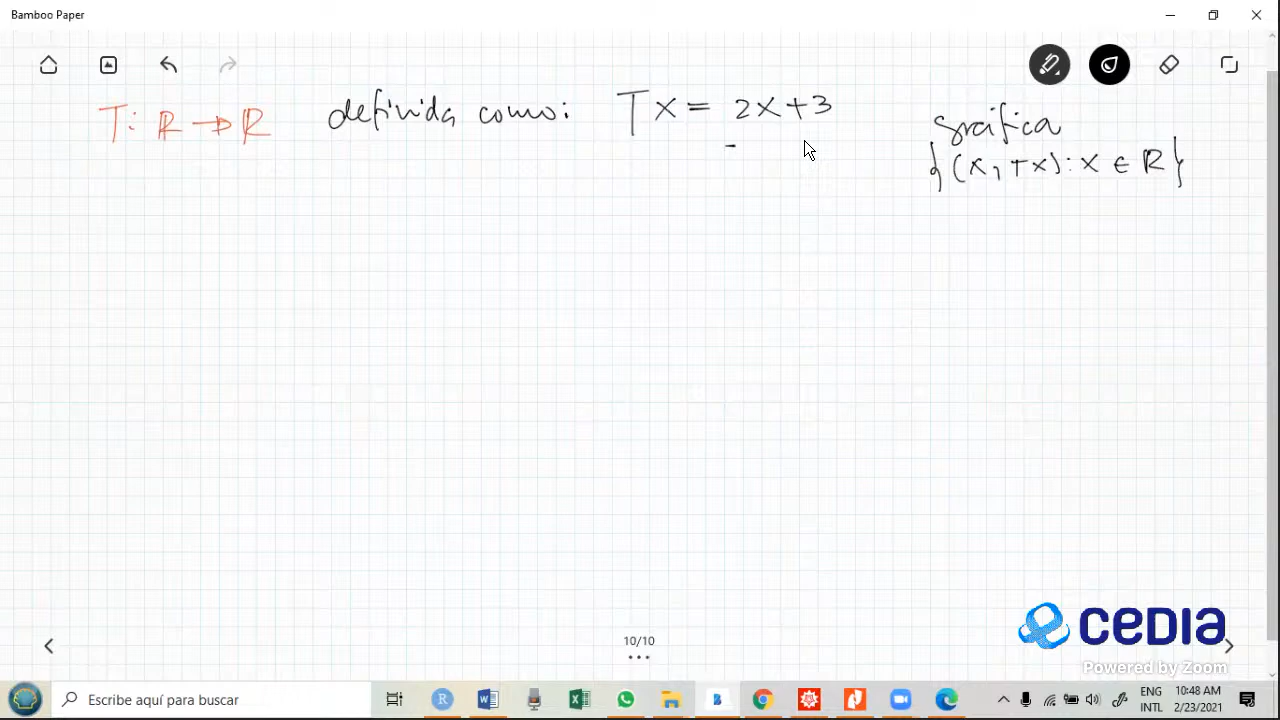 Bamboo Paper
T: ℝ → ℝ definida como: Tx = 2x+3
gráfica
{(x, Tx): x ∈ ℝ}
10/10
cedia
Powered by Zoom
Escribe aquí para buscar
ENG 10:48 AM
INTL 2/23/2021